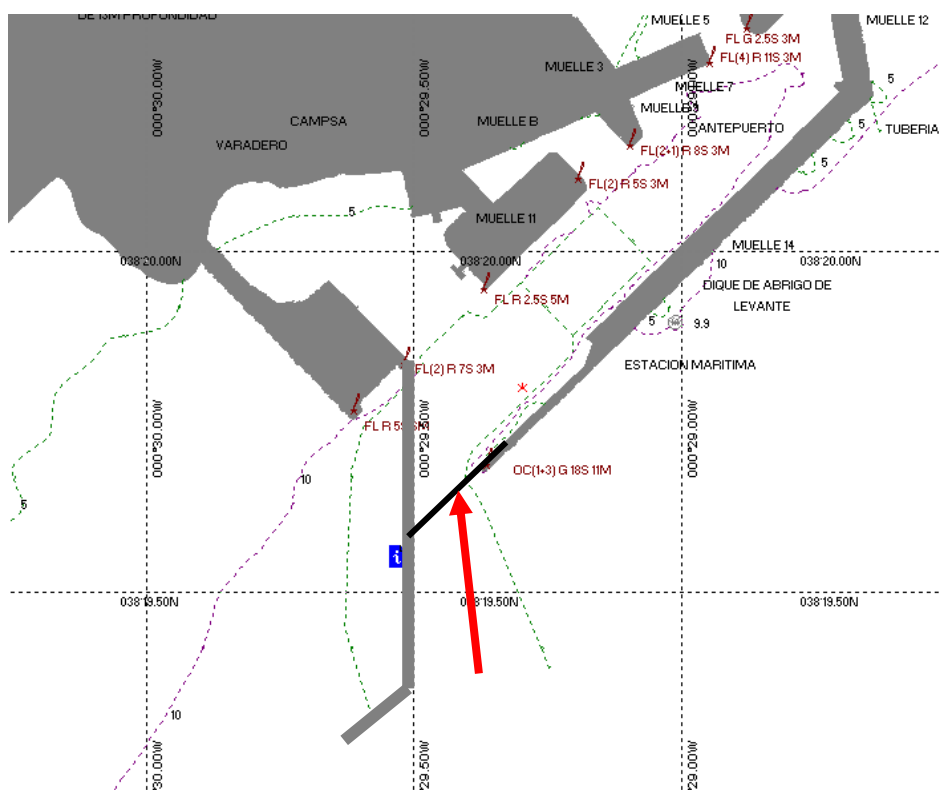 DE 13M PROFUNDIDAD
MUELLE 5
MUELLE 12
FL G 2.5S 3M
FL(4) R 11S 3M
MUELLE 3
000°30.00W
000°29.50W
000°29.00W
MUELLE 7
5
MUELLE 9
CAMPSA
MUELLE B
ANTEPUERTO
5
TUBERIA
VARADERO
FL(2+1) R 8S 3M
5
FL(2) R 5S 3M
5
MUELLE 11
MUELLE 14
038°20.00N
038°20.00N
10
038°20.00N
DIQUE DE ABRIGO DE
LEVANTE
FL R 2.5S 5M
5
9.9
ESTACION MARITIMA
FL(2) R 7S 3M
FL R 5S
000°30.00W
000°29.50W
000°29.00W
OC(1+3) G 18S 11M
10
5
i
038°19.50N
038°19.50N
038°19.50N
10
30.00W
29.50W
29.00W